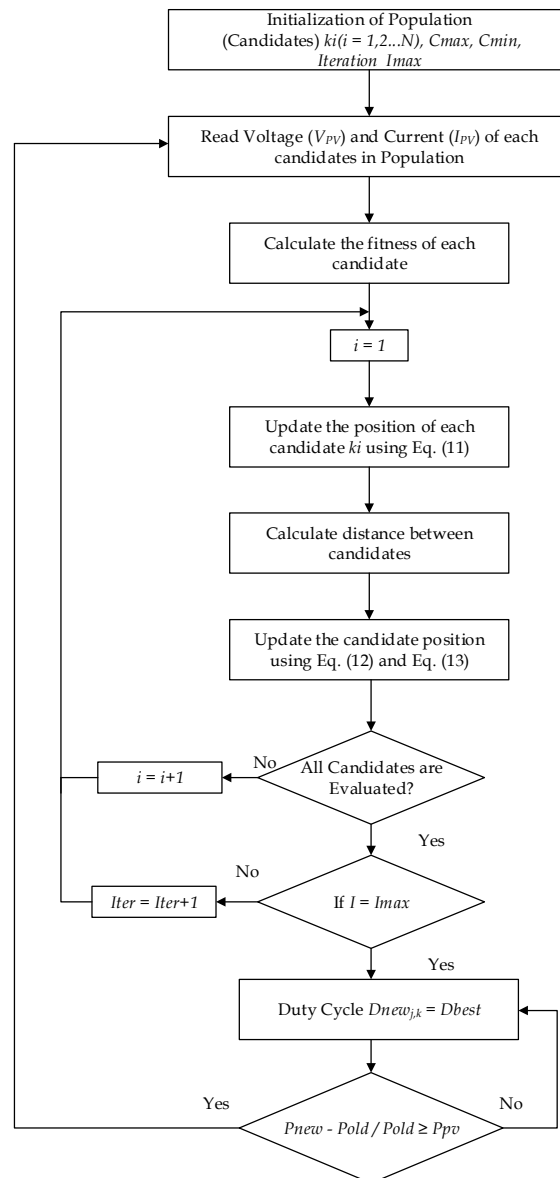 Initialization of Population
(Candidates) ki(i = 1,2...N), Cmax, Cmin,
Iteration Imax
Read Voltage (VPV) and Current (IPV) of each
candidates in Population
Calculate the fitness of each
candidate
i = 1
Update the position of each
candidate ki using Eq. (11)
Calculate distance between
candidates
Update the candidate position
using Eq. (12) and Eq. (13)
All Candidates are
Evaluated?
No
i = i+1
Yes
If I = Imax
No
Iter = Iter+1
Yes
Duty Cycle Dnewj,k = Dbest
Pnew - Pold / Pold ≥ Ppv
Yes
No